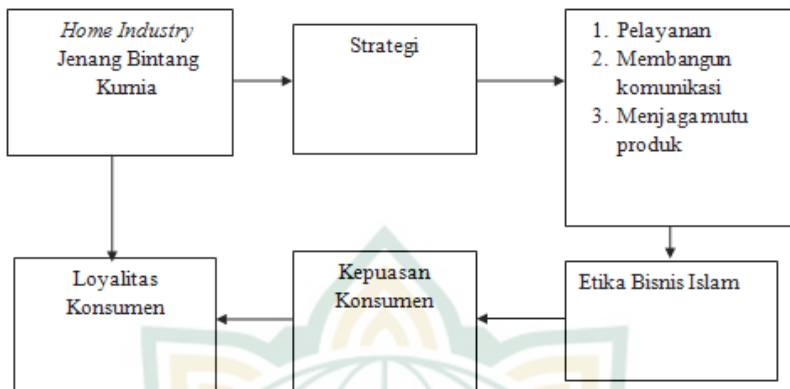 Home Industry
Jenang Bintang
Kurnia
Strategi
1. Pelayanan
2. Membangun
komunikasi
3. Menjaga mutu
produk
Loyalitas
Konsumen
Kepuasan
Konsumen
Etika Bisnis Islam